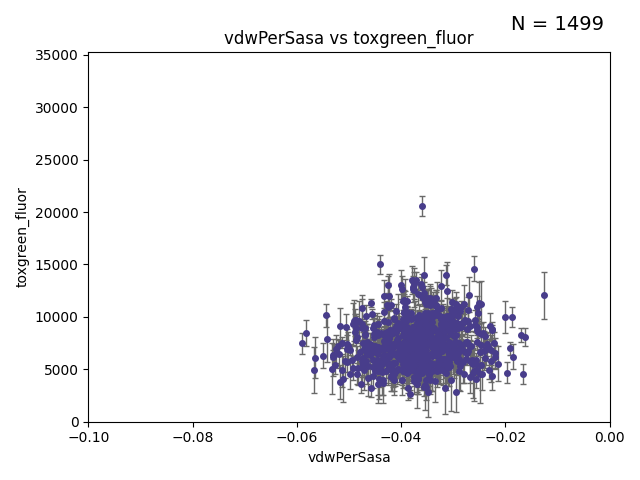 N = 1499
vdwPerSasa vs toxgreen_fluor
35000
30000
25000
20000
15000
10000
5000
0
toxgreen_fluor
−0.10 −0.08 −0.06 −0.04 −0.02 0.00
vdwPerSasa